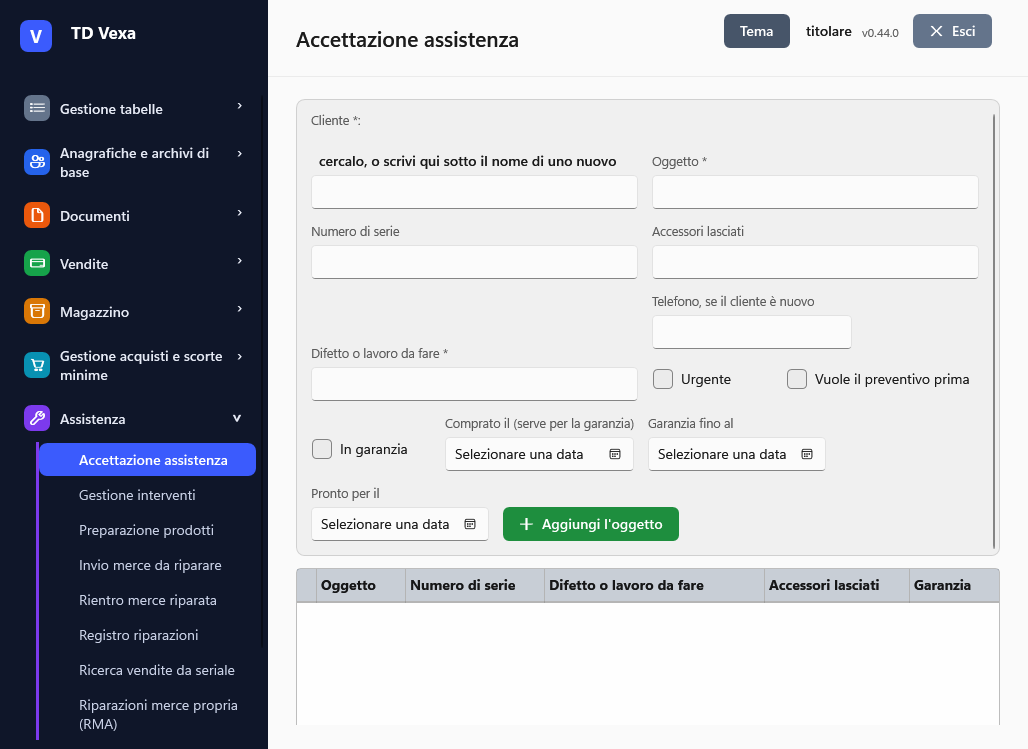 V TD Vexa
Gestione tabelle
Anagrafiche e archivi di
base
Documenti
Vendite
Magazzino
Gestione acquisti e scorte
minime
Assistenza
Accettazione assistenza
Gestione interventi
Preparazione prodotti
Invio merce da riparare
Rientro merce riparata
Registro riparazioni
Ricerca vendite da seriale
Riparazioni merce propria
(RMA)
Accettazione assistenza
Tema titolare v0.44.0 Esci
Cliente *:
cercalo, o scrivi qui sotto il nome di uno nuovo Oggetto *
Numero di serie Accessori lasciati
Telefono, se il cliente è nuovo
Difetto o lavoro da fare *
Urgente Vuole il preventivo prima
Comprato il (serve per la garanzia) Garanzia fino al
In garanzia Selezionare una data Selezionare una data
Pronto per il
Selezionare una data Aggiungi l'oggetto
Oggetto Numero di serie Difetto o lavoro da fare Accessori lasciati Garanzia